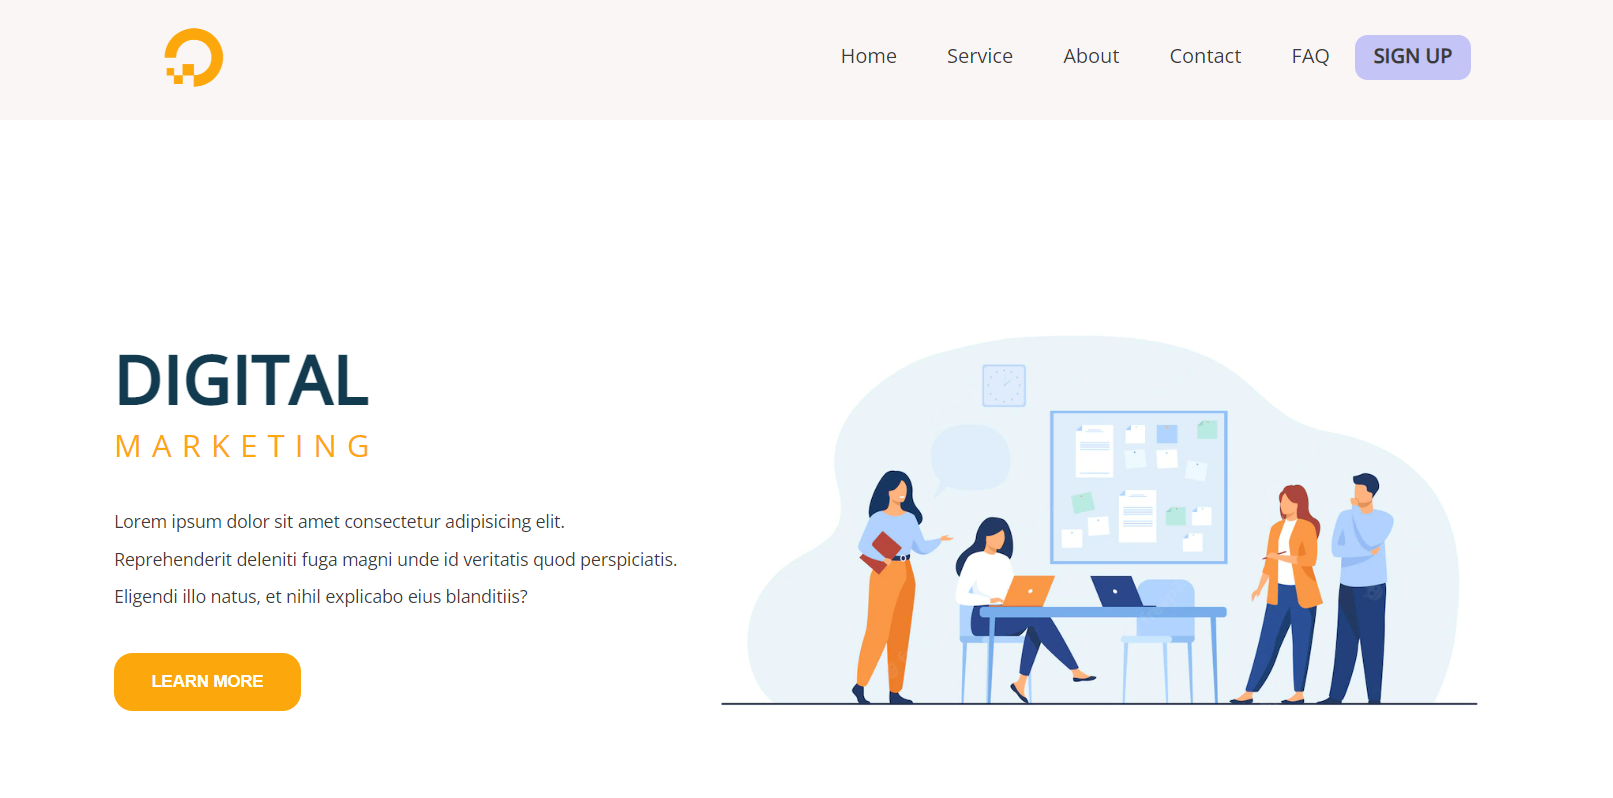 Home Service About Contact FAQ SIGN UP
DIGITAL
MARKETING
Lorem ipsum dolor sit amet consectetur adipisicing elit.
Reprehenderit deleniti fuga magni unde id veritatis quod perspiciatis.
Eligendi illo natus, et nihil explicabo eius blanditiis?
LEARN MORE